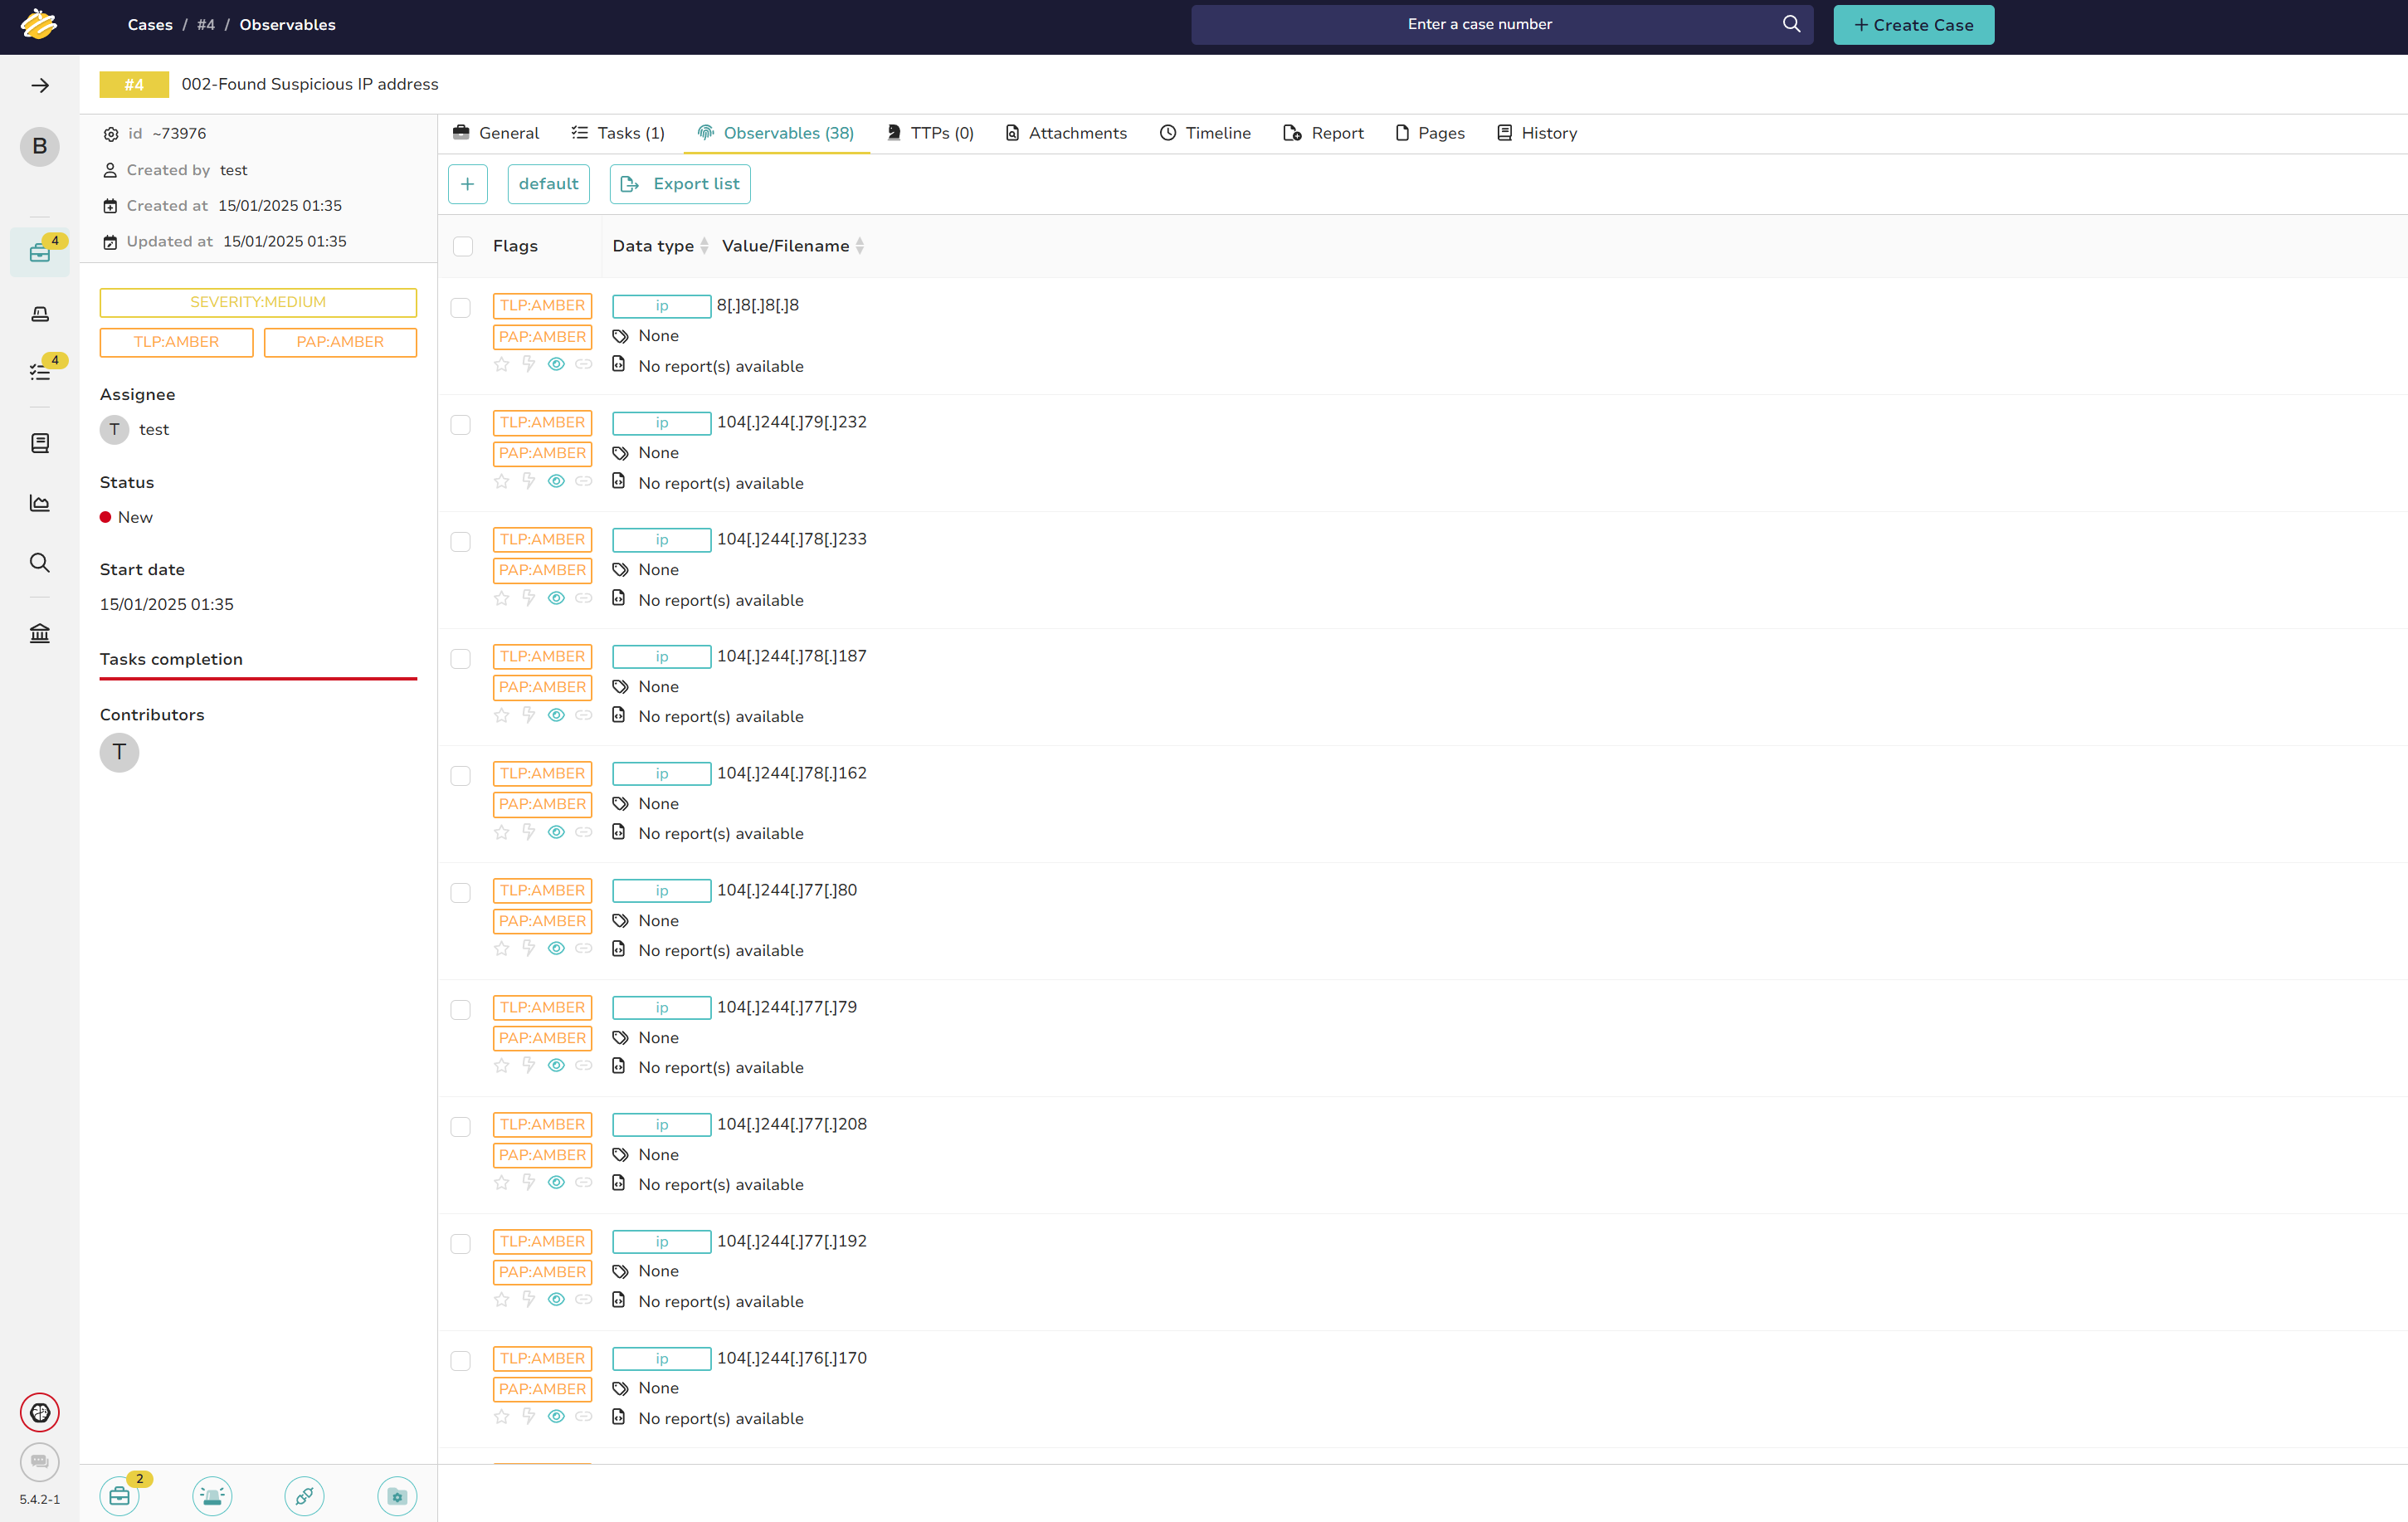 Cases / #4 / Observables
Enter a case number
+ Create Case
#4 002-Found Suspicious IP address
B
4
4
5.4.2-1
id ~73976
Created by test
Created at 15/01/2025 01:35
Updated at 15/01/2025 01:35
SEVERITY:MEDIUM
TLP:AMBER PAP:AMBER
Assignee
T test
Status
New
Start date
15/01/2025 01:35
Tasks completion
Contributors
T
2
General Tasks (1) Observables (38) TTPs (0) Attachments Timeline Report Pages History
+ default Export list
Flags Data type Value/Filename
TLP:AMBER ip 8[.]8[.]8[.]8
PAP:AMBER None
No report(s) available
TLP:AMBER ip 104[.]244[.]79[.]232
PAP:AMBER None
No report(s) available
TLP:AMBER ip 104[.]244[.]78[.]233
PAP:AMBER None
No report(s) available
TLP:AMBER ip 104[.]244[.]78[.]187
PAP:AMBER None
No report(s) available
TLP:AMBER ip 104[.]244[.]78[.]162
PAP:AMBER None
No report(s) available
TLP:AMBER ip 104[.]244[.]77[.]80
PAP:AMBER None
No report(s) available
TLP:AMBER ip 104[.]244[.]77[.]79
PAP:AMBER None
No report(s) available
TLP:AMBER ip 104[.]244[.]77[.]208
PAP:AMBER None
No report(s) available
TLP:AMBER ip 104[.]244[.]77[.]192
PAP:AMBER None
No report(s) available
TLP:AMBER ip 104[.]244[.]76[.]170
PAP:AMBER None
No report(s) available